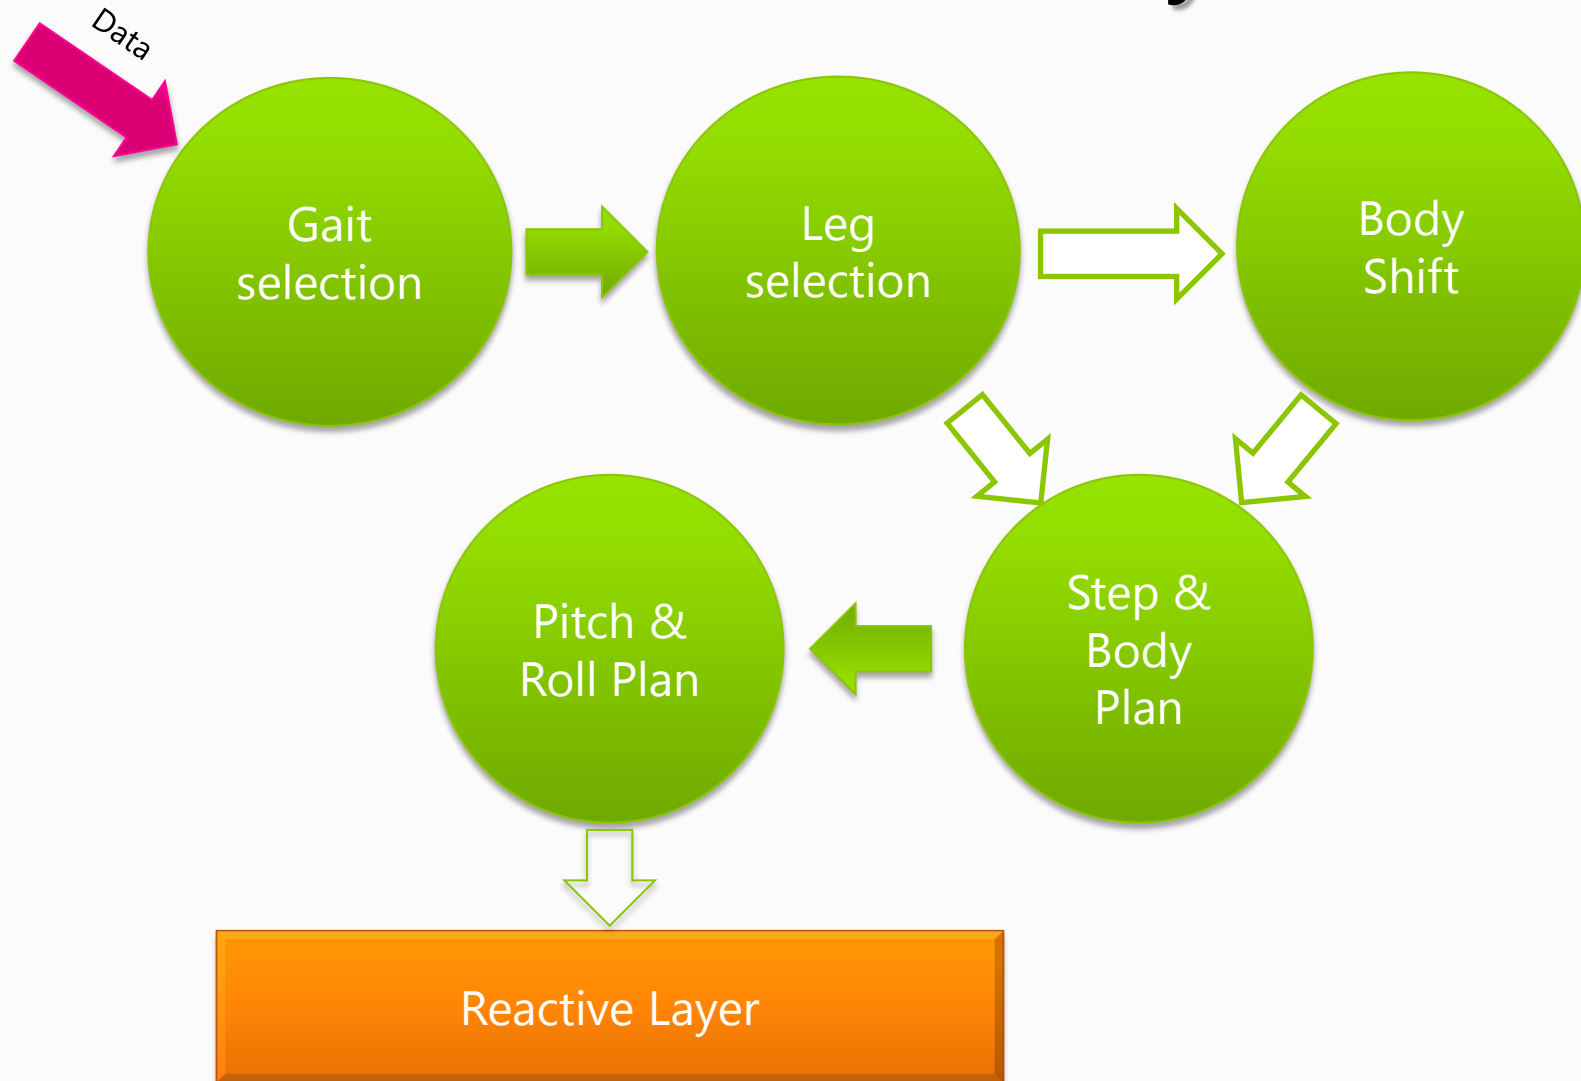 Data
Gait
selection
Leg
selection
Body
Shift
Step &
Body
Plan
Pitch &
Roll Plan
Reactive Layer